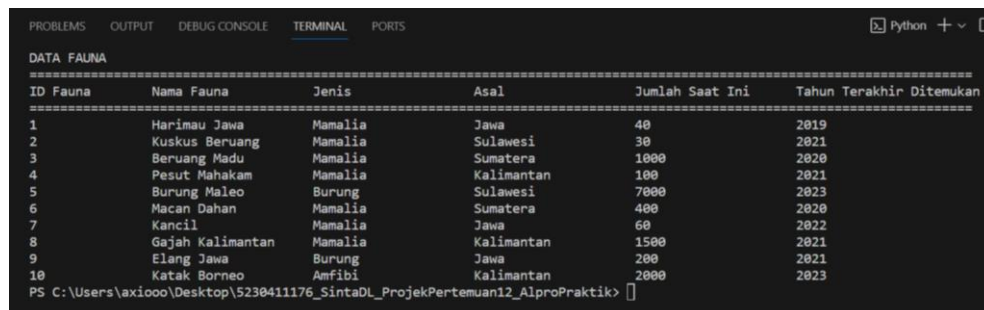 PROBLEMS OUTPUT DEBUG CONSOLE TERMINAL PORTS Python
DATA FAUNA
==========================================================================================================================
ID Fauna Nama Fauna Jenis Asal Jumlah Saat Ini Tahun Terakhir Ditemukan
==========================================================================================================================
1 Harimau Jawa Mamalia Jawa 40 2019
2 Kuskus Beruang Mamalia Sulawesi 30 2021
3 Beruang Madu Mamalia Sumatera 1000 2020
4 Pesut Mahakam Mamalia Kalimantan 100 2021
5 Burung Maleo Burung Sulawesi 7000 2023
6 Macan Dahan Mamalia Sumatera 400 2020
7 Kancil Mamalia Jawa 60 2022
8 Gajah Kalimantan Mamalia Kalimantan 1500 2021
9 Elang Jawa Burung Jawa 200 2021
10 Katak Borneo Amfibi Kalimantan 2000 2023
PS C:\Users\axiooo\Desktop\5230411176_SintaDL_ProjekPertemuan12_AlproPraktik>